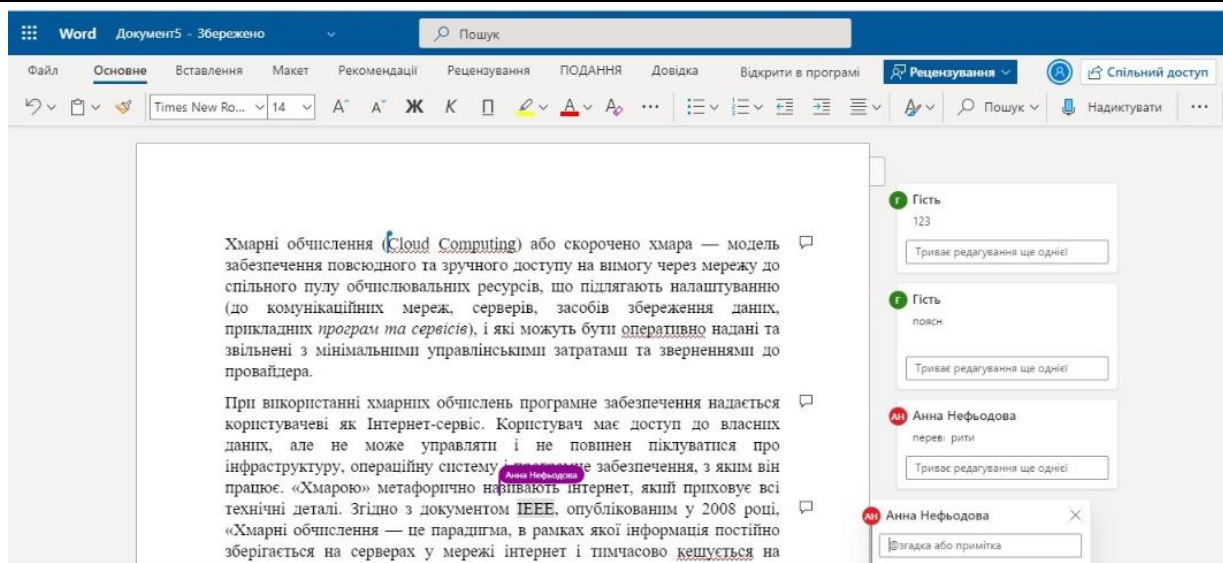 Word Документ5 - Збережено
Пошук
Файл Основне Вставлення Макет Рекомендації Рецензування ПОДАННЯ Довідка Відкрити в програмі Рецензування Спільний доступ
Times New Ro... 14 Ж К П А Пошук Надиктувати
Хмарні обчислення (Cloud Computing) або скорочено хмара — модель
забезпечення повсюдного та зручного доступу на вимогу через мережу до
спільного пулу обчислювальних ресурсів, що підлягають налаштуванню
(до комунікаційних мереж, серверів, засобів збереження даних,
прикладних програм та сервісів), і які можуть бути оперативно надані та
звільнені з мінімальними управлінськими затратами та зверненнями до
провайдера.
При використанні хмарних обчислень програмне забезпечення надається
користувачеві як Інтернет-сервіс. Користувач має доступ до власних
даних, але не може управляти і не повинен піклуватися про
інфраструктуру, операційну систему і забезпечення, з яким він
Анна Нефьодова
працює. «Хмарою» метафорично називають інтернет, який приховує всі
технічні деталі. Згідно з документом IEEE, опублікованим у 2008 році,
«Хмарні обчислення — це парадигма, в рамках якої інформація постійно
зберігається на серверах у мережі інтернет і тимчасово кешується на
Г Гість
123
Триває редагування ще однієї
Г Гість
поясн
Триває редагування ще однієї
АН Анна Нефьодова
переві рити
Триває редагування ще однієї
АН Анна Нефьодова
@згадка або примітка